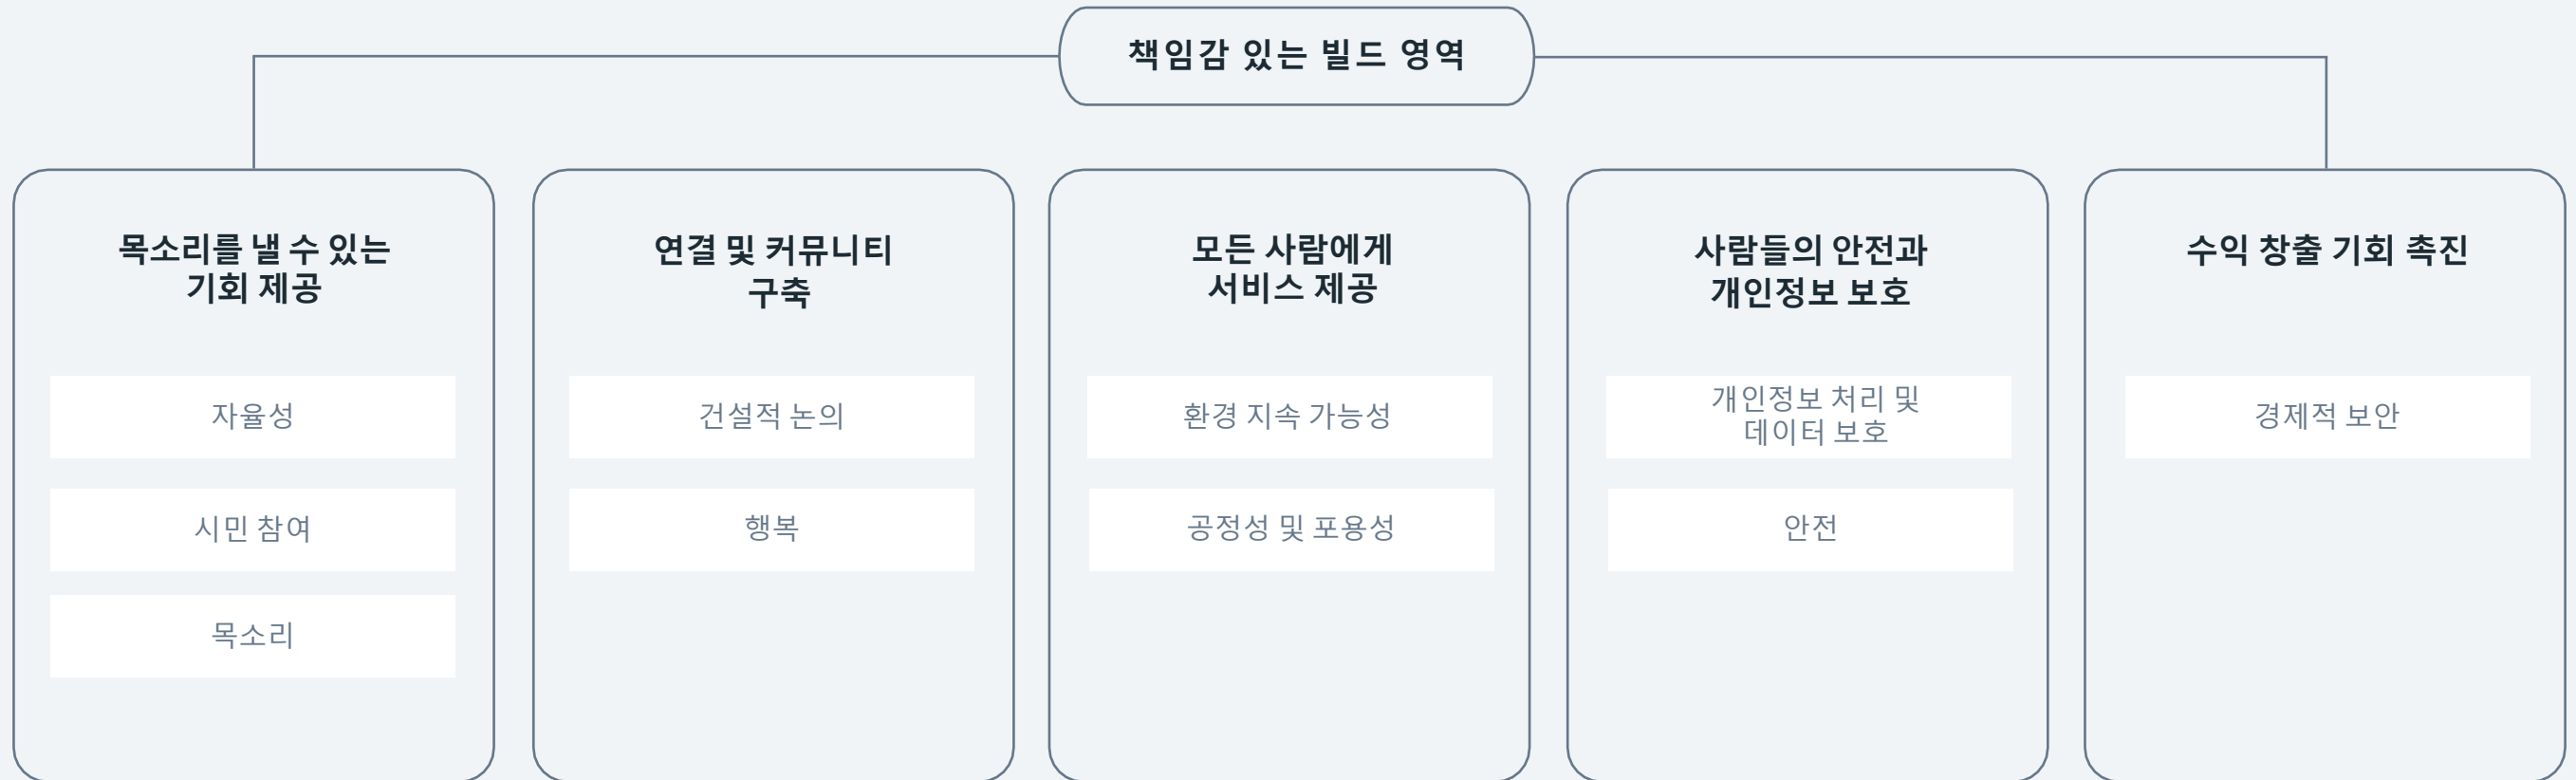 책임감 있는 빌드 영역
목소리를 낼 수 있는
기회 제공
자율성
시민 참여
목소리
연결 및 커뮤니티
구축
건설적 논의
행복
모든 사람에게
서비스 제공
환경 지속 가능성
공정성 및 포용성
사람들의 안전과
개인정보 보호
개인정보 처리 및
데이터 보호
안전
수익 창출 기회 촉진
경제적 보안